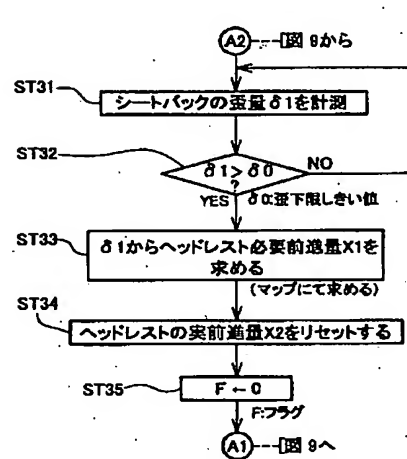 A2 図9から
ST31
シートバックの歪量δ1を計測
ST32
δ1>δ0
?
NO
YES
δ0:歪下限しきい位
ST33
δ1からヘッドレスト必要前進量X1を
求める
(マップにて求める)
ST34
ヘッドレストの実前進量X2をリセットする
ST35
F←0
F:フラグ
A1 図9へ